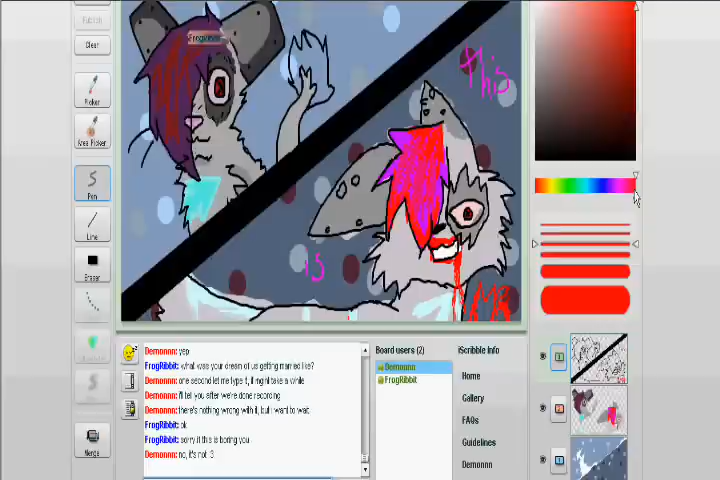 Publish
FrogRibbit
Clear
this
Picker
Area Picker
Pen
Line
is
Eraser
ME
Demonnn: yep
FrogRibbit: what was your dream of us getting married like?
Demonnn: one second let me type it, it might take a while
Demonnn: i'll tell you after we're done recording
Demonnn: there's nothing wrong with it, but i want to wait.
FrogRibbit: ok
FrogRibbit: sorry if this is boring you
Demonnn: no, it's not :3
Board users (2)
Demonnn
FrogRibbit
iScribble info
Home
Gallery
FAQs
Guidelines
Demonnn
Merge